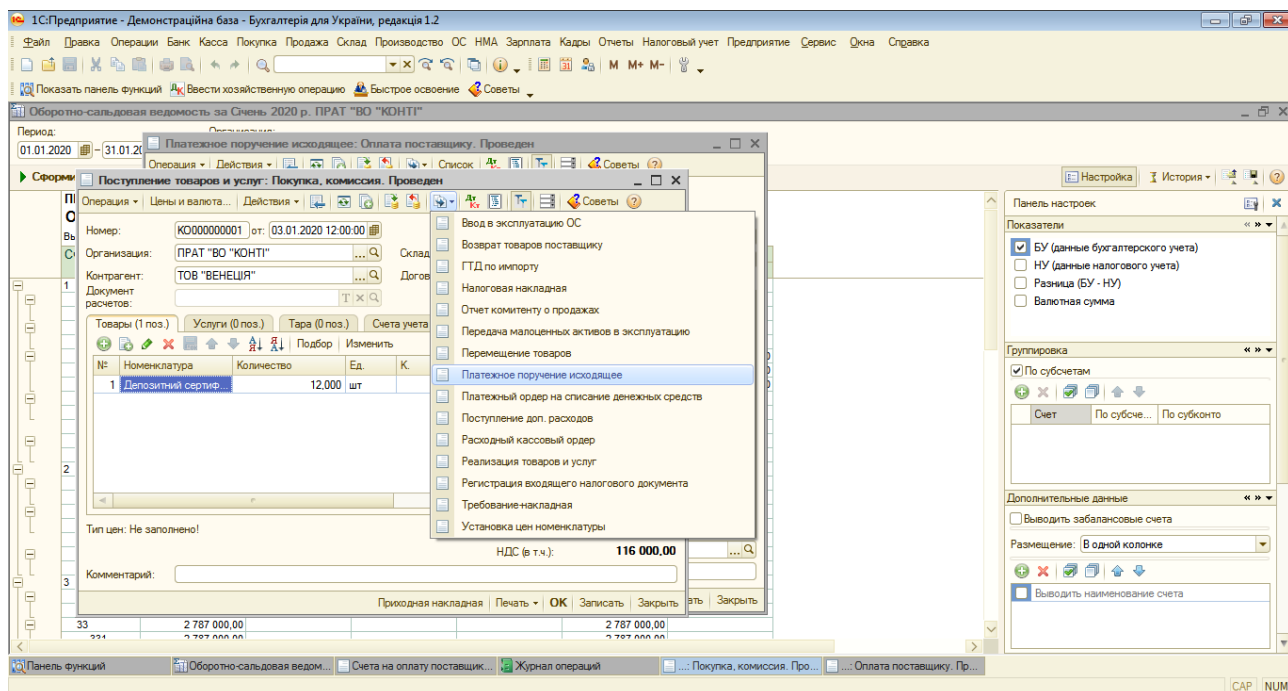 1С:Предприятие - Демонстраційна база - Бухгалтерія для України, редакція 1.2
Файл Правка Операции Банк Касса Покупка Продажа Склад Производство ОС НМА Зарплата Кадры Отчеты Налоговый учет Предприятие Сервис Окна Справка
M M+ M-
Показать панель функций Ввести хозяйственную операцию Быстрое освоение Советы
Оборотно-сальдовая ведомость за Січень 2020 р. ПРАТ "ВО "КОНТІ"
Период:
01.01.2020 – 31.01.20
Платежное поручение исходящее: Оплата поставщику. Проведен
Операция Действия Список Советы
Сформи
Настройка История
Поступление товаров и услуг: Покупка, комиссия. Проведен
Операция Цены и валюта... Действия Советы
Номер: КО000000001 от: 03.01.2020 12:00:00
Организация: ПРАТ "ВО "КОНТІ" ... Склад
Контрагент: ТОВ "ВЕНЕЦІЯ" ... Догов
Документ
расчетов: T
Товары (1 поз.) Услуги (0 поз.) Тара (0 поз.) Счета учета
Подбор Изменить
№ Номенклатура Количество Ед. К.
1 Депозитний сертиф... 12,000 шт
Тип цен: Не заполнено!
НДС (в т.ч.): 116 000,00
Комментарий:
Приходная накладная Печать OK Записать Закрыть
Закрыть
Ввод в эксплуатацию ОС
Возврат товаров поставщику
ГТД по импорту
Налоговая накладная
Отчет комитенту о продажах
Передача малоценных активов в эксплуатацию
Перемещение товаров
Платежное поручение исходящее
Платежный ордер на списание денежных средств
Поступление доп. расходов
Расходный кассовый ордер
Реализация товаров и услуг
Регистрация входящего налогового документа
Требование-накладная
Установка цен номенклатуры
1
2
3
33 2 787 000,00 2 787 000,00
Панель настроек
Показатели
БУ (данные бухгалтерского учета)
НУ (данные налогового учета)
Разница (БУ - НУ)
Валютная сумма
Группировка
По субсчетам
Счет По субсче... По субконто
Дополнительные данные
Выводить забалансовые счета
Размещение: В одной колонке
Выводить наименование счета
Панель функций Оборотно-сальдовая ведом... Счета на оплату поставщик... Журнал операций ...: Покупка, комиссия. Про... ...: Оплата поставщику. Пр...
CAP NUM